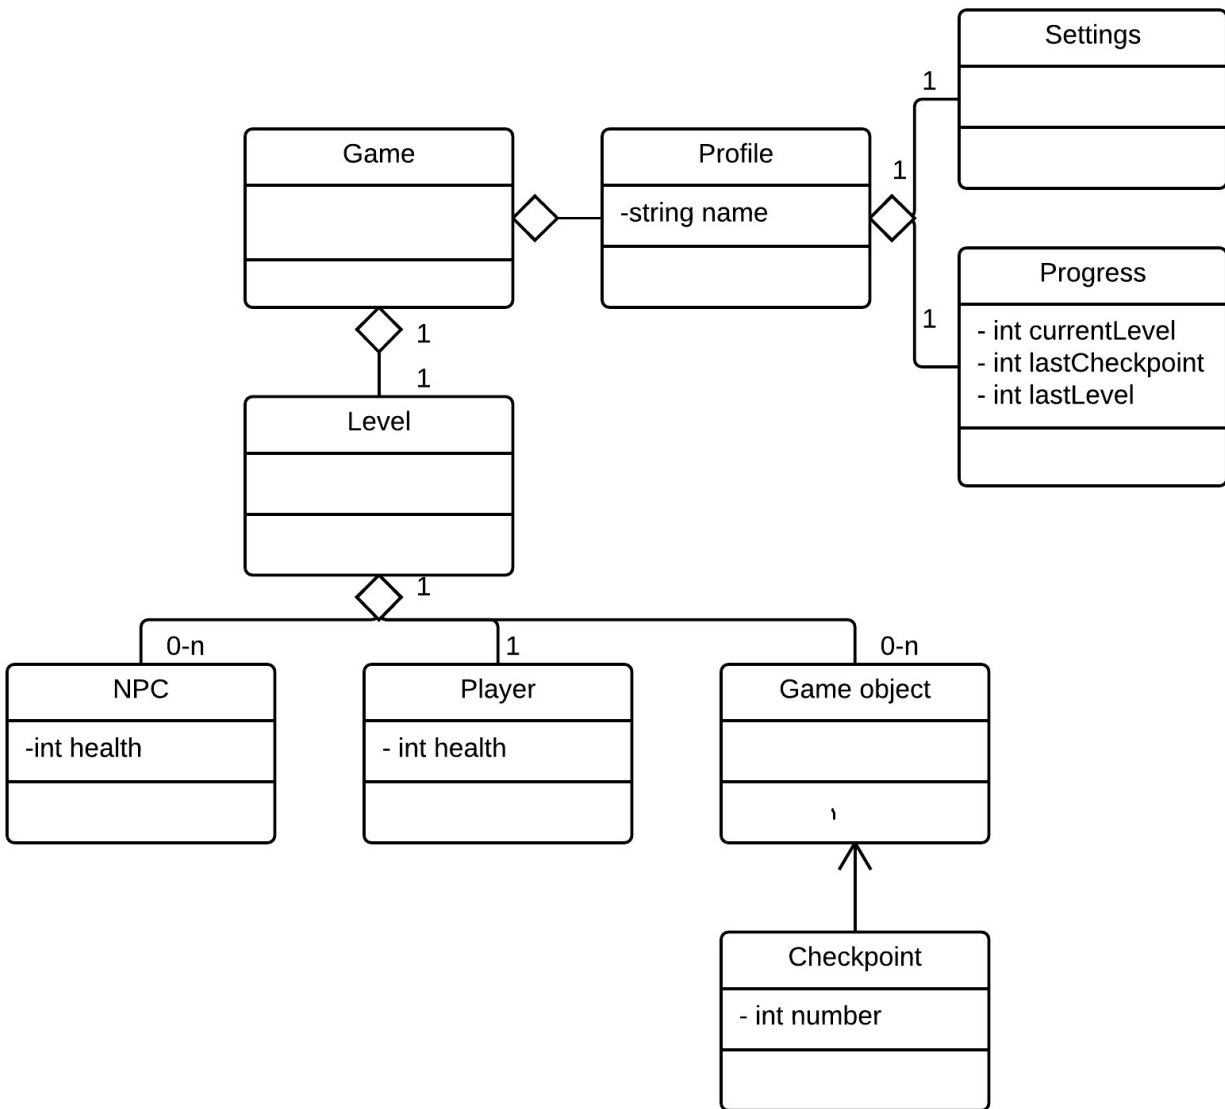 Settings
1
Game
Profile
1
-string name
Progress
1
- int currentLevel
- int lastCheckpoint
- int lastLevel
1
1
Level
1
0-n
1
0-n
NPC
Player
Game object
-int health
- int health
Checkpoint
- int number